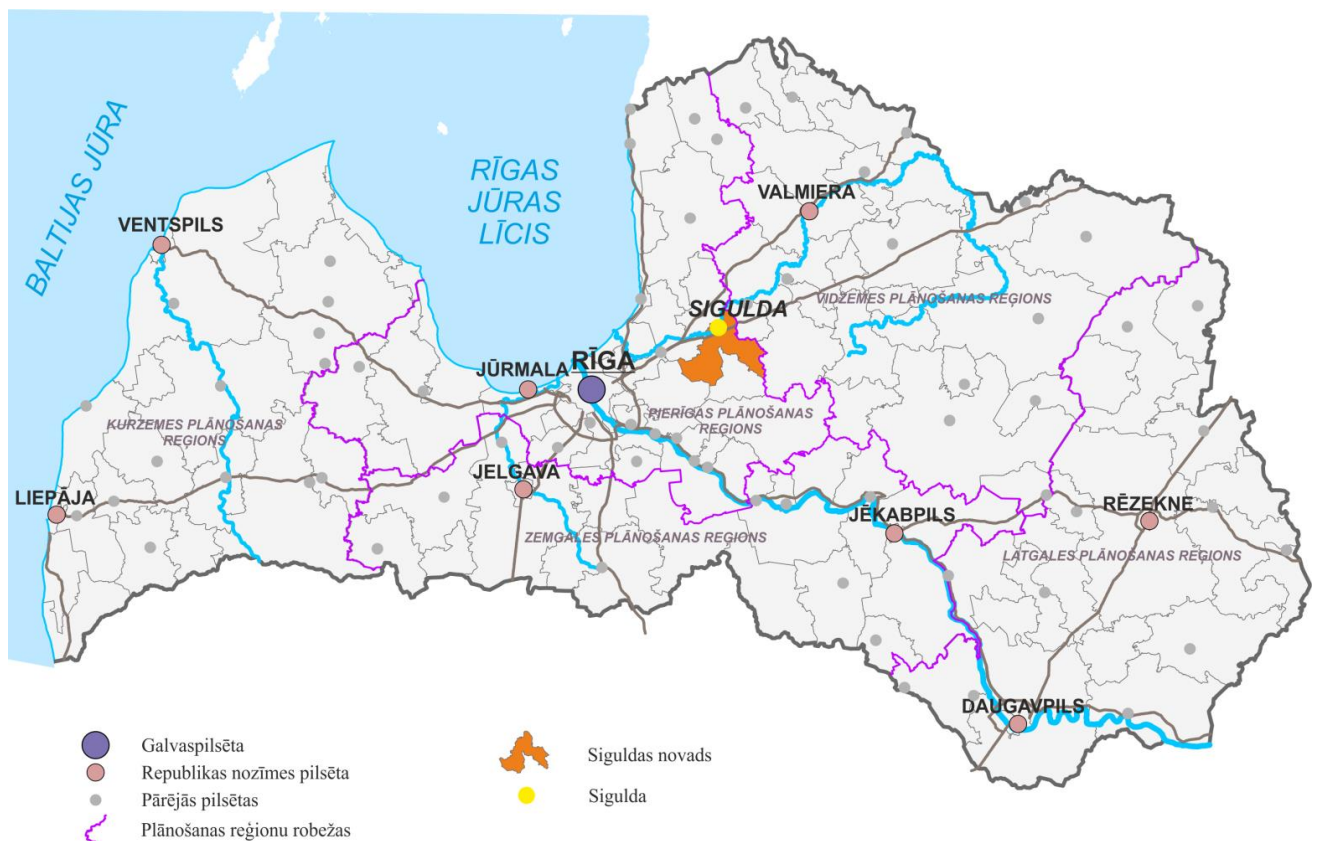 BALTIJAS JŪRA
RĪGAS
JŪRAS
LĪCIS
VENTSPILS
VALMIERA
SIGULDA
VIDZEMES PLĀNOŠANAS REĢIONS
RĪGA
JŪRMALA
KURZEMES PLĀNOŠANAS
REGIONS
PIERĪGAS PLĀNOŠANAS
REGIONS
JELGAVA
LIEPĀJA
JĒKABPILS
RĒZEKNE
ZEMGALES PLĀNOŠANAS REGIONS
LATGALES PLĀNOŠANAS REĢIONS
DAUGAVPILS
Galvaspilsēta
Republikas nozīmes pilsēta
Pārējās pilsētas
Plānošanas reģionu robežas
Siguldas novads
Sigulda